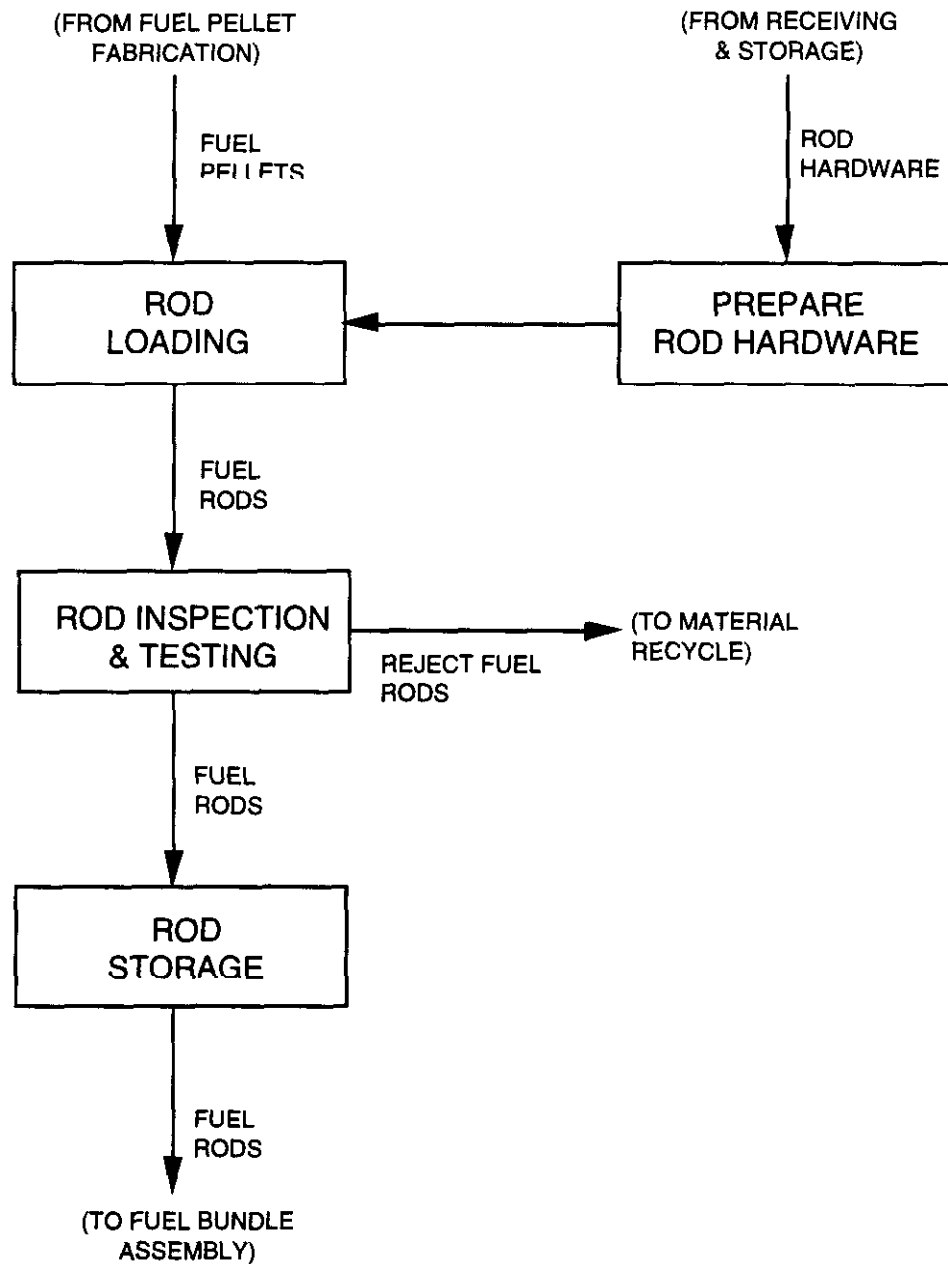 (FROM FUEL PELLET
FABRICATION)
(FROM RECEIVING
& STORAGE)
FUEL
PELLETS
ROD
HARDWARE
ROD
LOADING
PREPARE
ROD HARDWARE
FUEL
RODS
ROD INSPECTION
& TESTING
REJECT FUEL
RODS
(TO MATERIAL
RECYCLE)
FUEL
RODS
ROD
STORAGE
FUEL
RODS
(TO FUEL BUNDLE
ASSEMBLY)